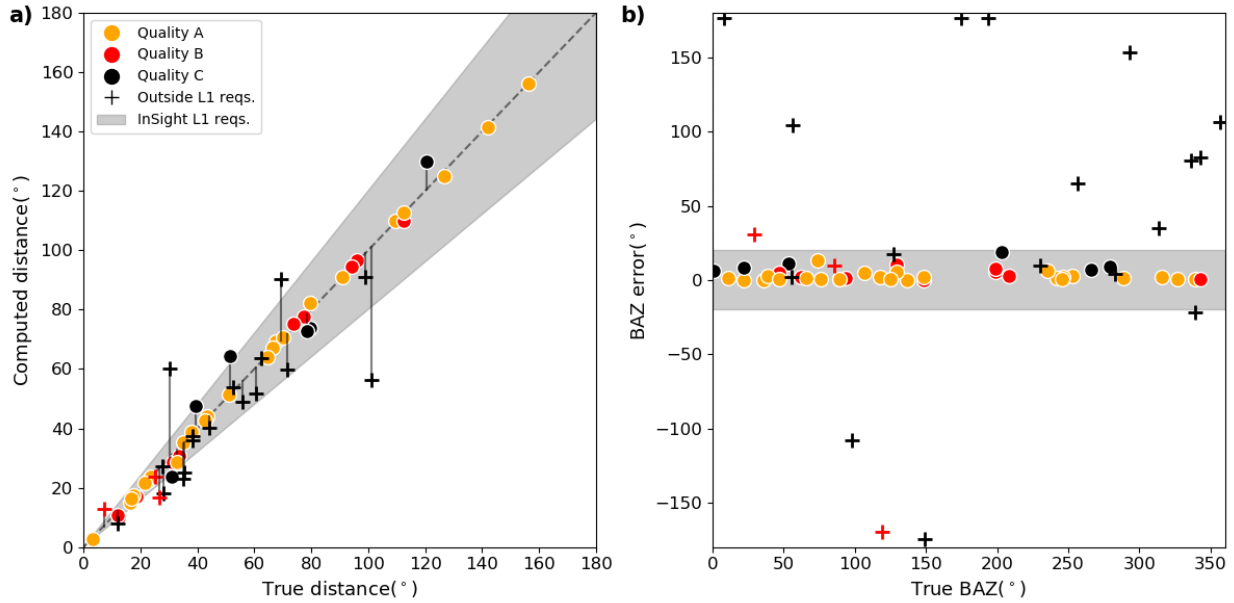 a)
Quality A
Quality B
Quality C
Outside L1 reqs.
InSight L1 reqs.
Computed distance(°)
180
160
140
120
100
80
60
40
20
0
0 20 40 60 80 100 120 140 160 180
True distance(°)
b)
BAZ error(°)
150
100
50
0
−50
−100
−150
0 50 100 150 200 250 300 350
True BAZ(°)